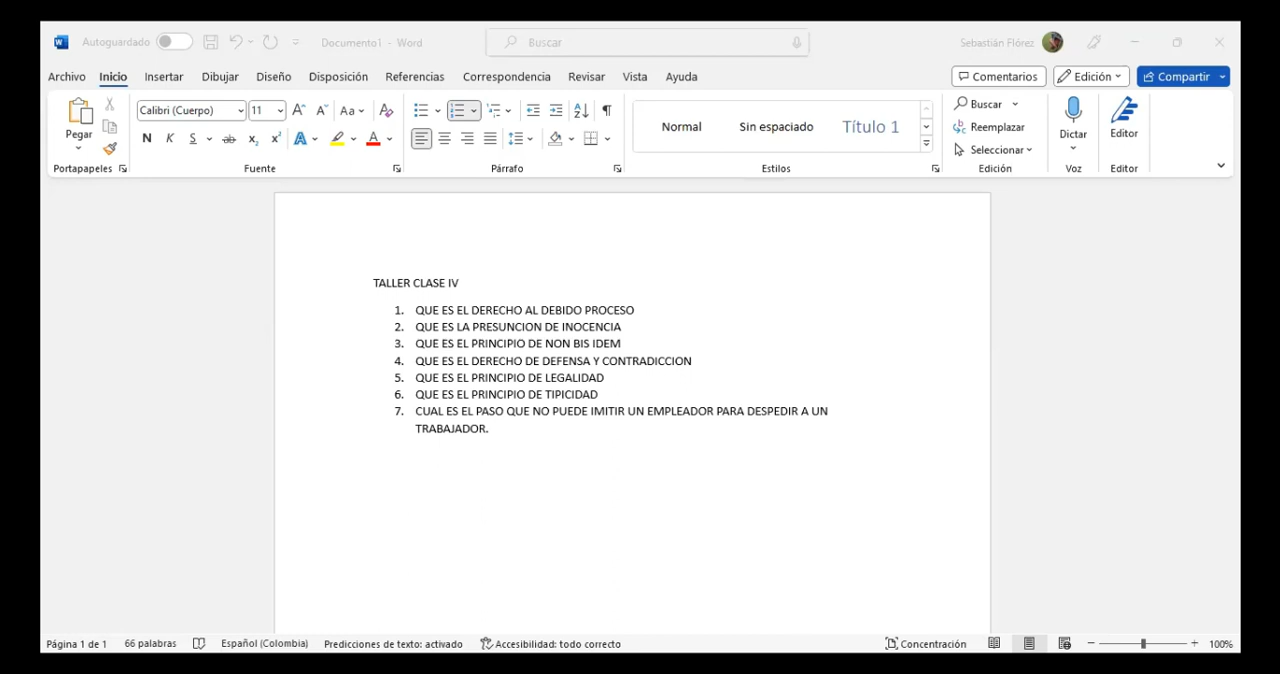 Autoguardado
Documento1 - Word
Buscar
Sebastián Flórez
Archivo Inicio Insertar Dibujar Diseño Disposición Referencias Correspondencia Revisar Vista Ayuda
Comentarios Edición Compartir
Pegar
Calibri (Cuerpo) 11
Normal Sin espaciado Título 1
Buscar
Reemplazar
Seleccionar
Dictar
Editor
Portapapeles Fuente Párrafo Estilos Edición Voz Editor
TALLER CLASE IV
1. QUE ES EL DERECHO AL DEBIDO PROCESO
2. QUE ES LA PRESUNCION DE INOCENCIA
3. QUE ES EL PRINCIPIO DE NON BIS IDEM
4. QUE ES EL DERECHO DE DEFENSA Y CONTRADICCION
5. QUE ES EL PRINCIPIO DE LEGALIDAD
6. QUE ES EL PRINCIPIO DE TIPICIDAD
7. CUAL ES EL PASO QUE NO PUEDE IMITIR UN EMPLEADOR PARA DESPEDIR A UN
TRABAJADOR.
Página 1 de 1 66 palabras Español (Colombia) Predicciones de texto: activado Accesibilidad: todo correcto Concentración 100%